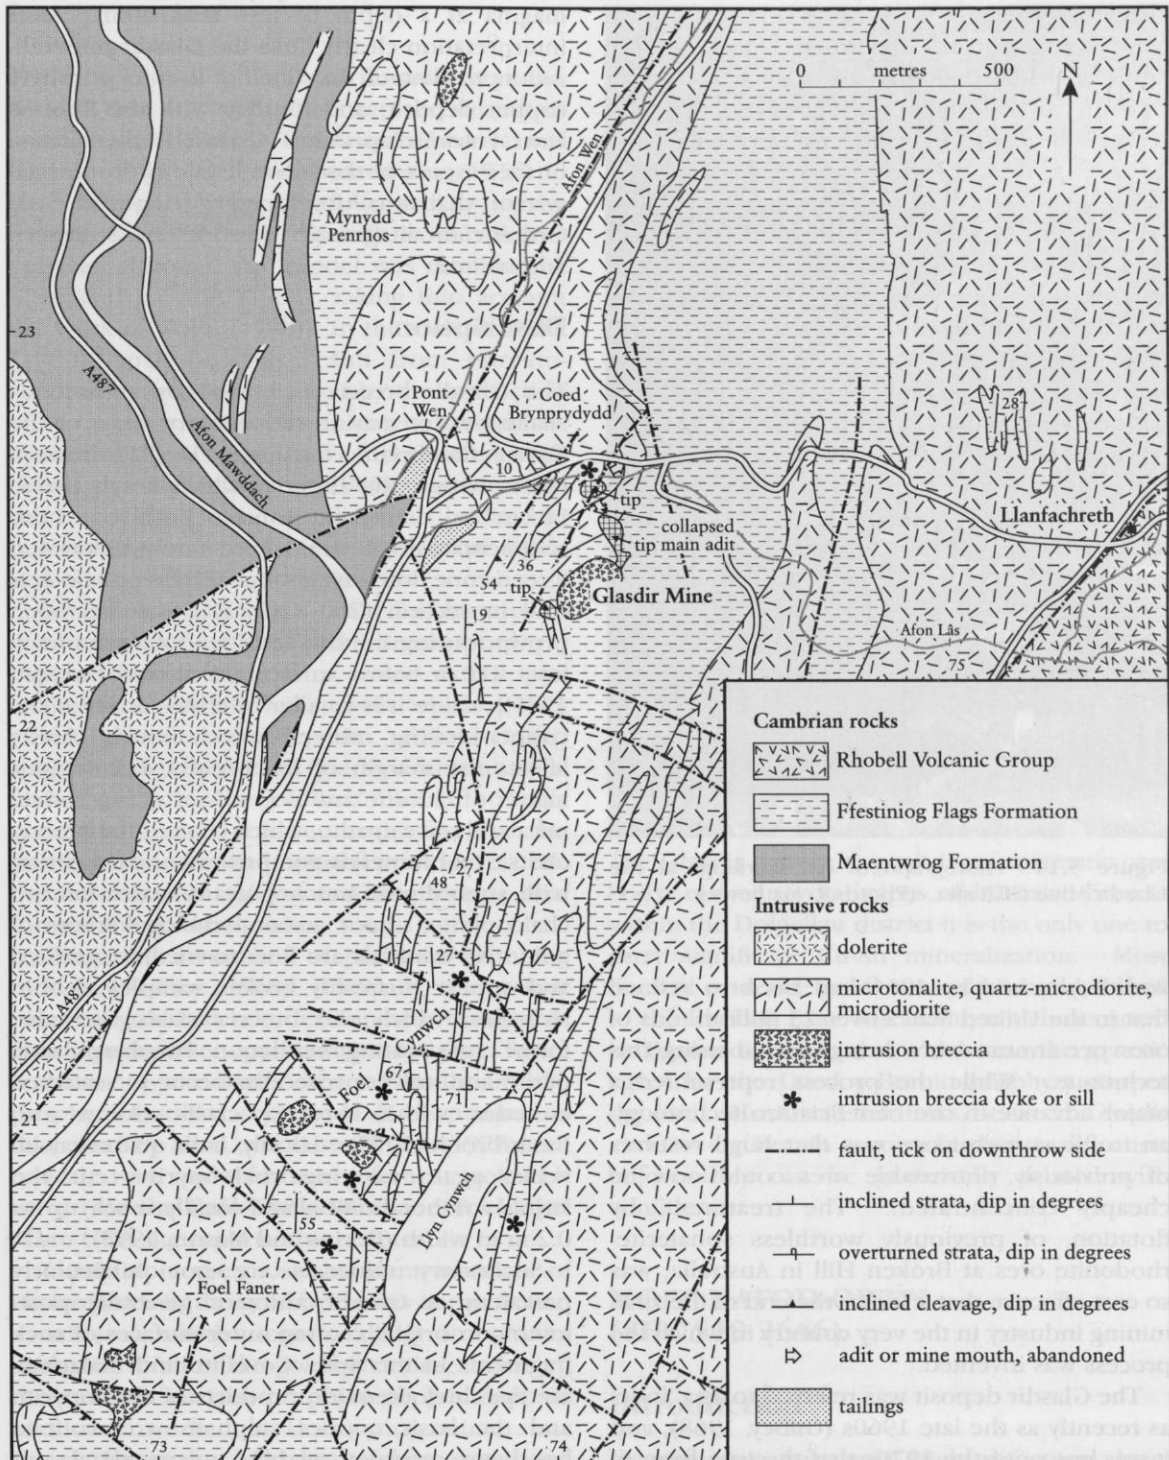 0 metres 500
N
Afon Wen
Mynydd
Penrhos
23
A487
Pont
Wen
Coed
Brynprydydd
28
Afon Mawddach
10
tip
Llanfachreth
collapsed
tip main adit
36
54
tip
Glasdir Mine
19
Afon Lâs
75
22
Cambrian rocks
Rhobell Volcanic Group
Ffestiniog Flags Formation
Maentwrog Formation
Intrusive rocks
dolerite
microtonalite, quartz-microdiorite,
microdiorite
intrusion breccia
intrusion breccia dyke or sill
fault, tick on downthrow side
inclined strata, dip in degrees
overturned strata, dip in degrees
inclined cleavage, dip in degrees
adit or mine mouth, abandoned
tailings
27
48
27
A487
Foel Cynwch
67
71
21
Llyn Cynwch
55
Foel Faner
73
74